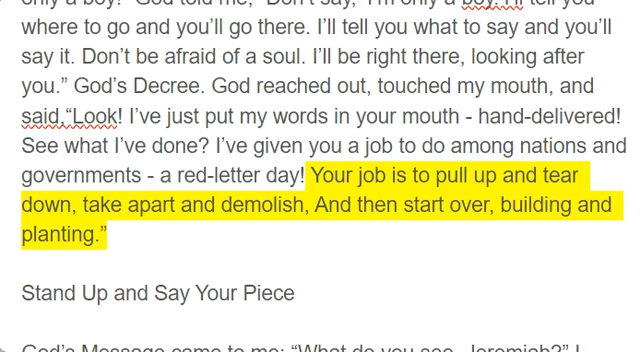 only a boy!” God told me, “Don’t say, ‘I’m only a boy.’ I’ll tell you
where to go and you’ll go there. I’ll tell you what to say and you’ll
say it. Don’t be afraid of a soul. I’ll be right there, looking after
you.” God’s Decree. God reached out, touched my mouth, and
said,“Look! I’ve just put my words in your mouth - hand-delivered!
See what I’ve done? I’ve given you a job to do among nations and
governments - a red-letter day! Your job is to pull up and tear
down, take apart and demolish, And then start over, building and
planting.”
Stand Up and Say Your Piece
God’s Message came to me: “What do you see, Jeremiah?” I